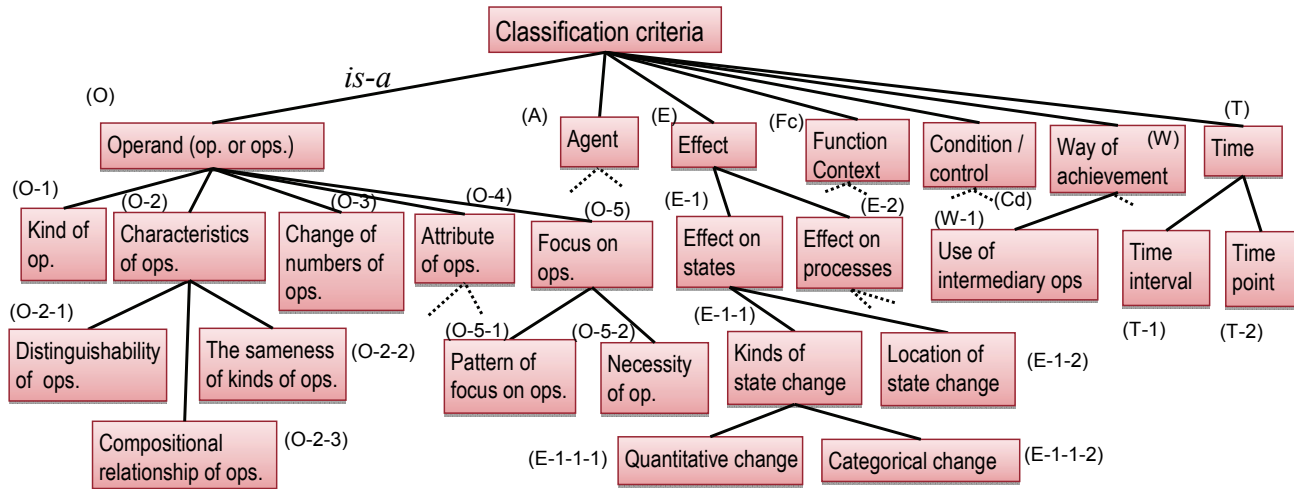 Classification criteria
is-a
(O)
(A)
(E)
(Fc)
(W)
(T)
Operand (op. or ops.)
Agent
Effect
Function
Context
Condition /
control
Way of
achievement
Time
(O-1)
(O-2)
(O-3)
(O-4)
(O-5)
(E-1)
(E-2)
(W-1)
(Cd)
Kind of
op.
Characteristics
of ops.
Change of
numbers of
ops.
Attribute
of ops.
Focus on
ops.
Effect on
states
Effect on
processes
Use of
intermediary ops
Time
interval
Time
point
(T-1)
(T-2)
(O-2-1)
(O-2-2)
(O-5-1)
(O-5-2)
(E-1-1)
(E-1-2)
Distinguishability
of ops.
The sameness
of kinds of ops.
Pattern of
focus on ops.
Necessity
of op.
Kinds of
state change
Location of
state change
Compositional
relationship of ops.
(O-2-3)
(E-1-1-1)
Quantitative change
Categorical change
(E-1-1-2)